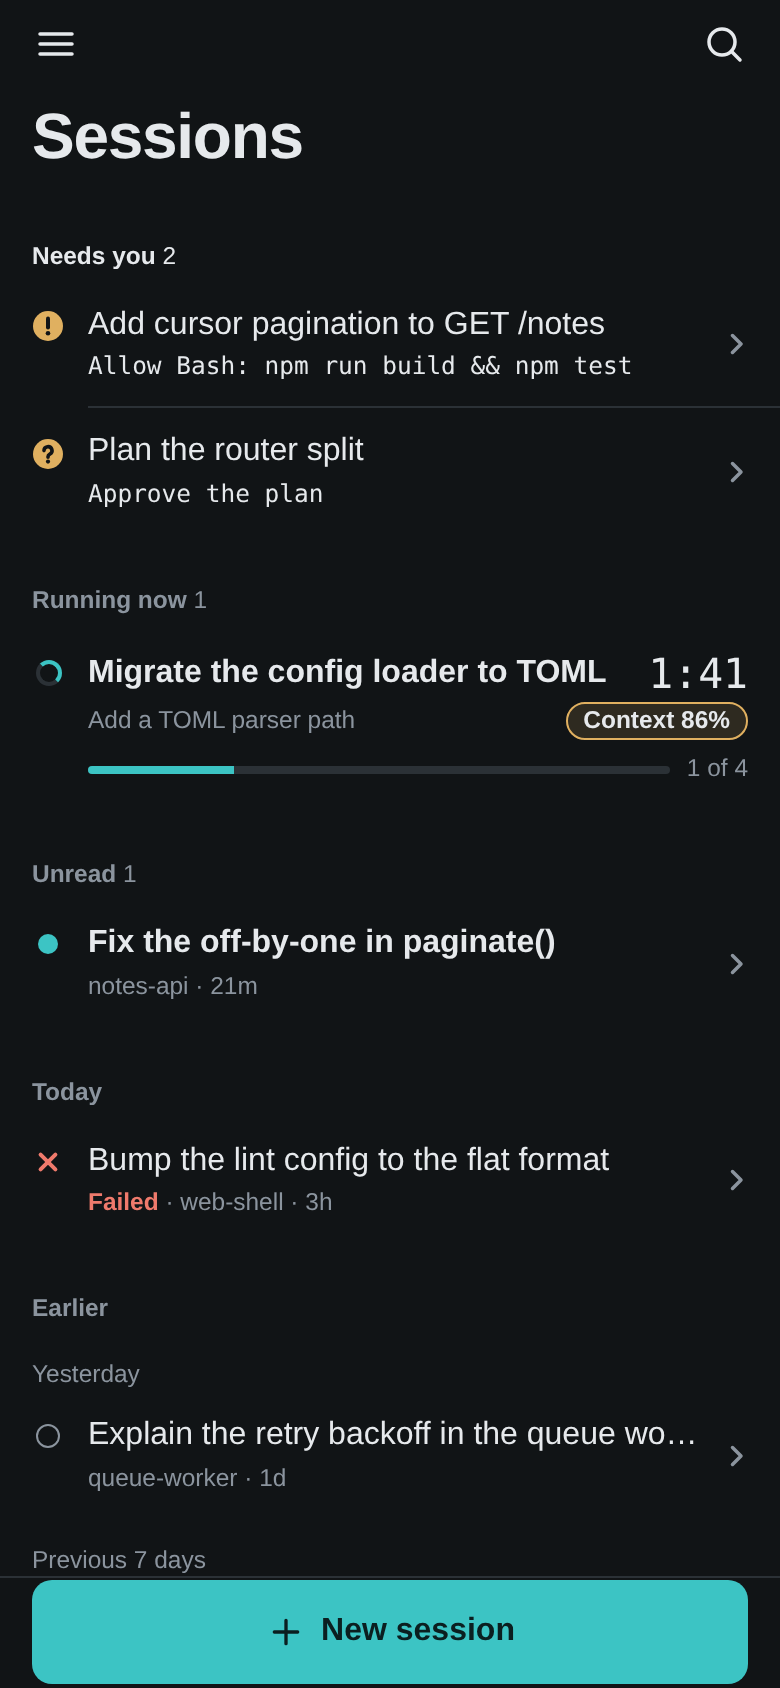 Sessions
Needs you 2
Add cursor pagination to GET /notes
Allow Bash: npm run build && npm test
Plan the router split
Approve the plan
Running now 1
Migrate the config loader to TOML 1:41
Add a TOML parser path Context 86%
1 of 4
Unread 1
Fix the off-by-one in paginate()
notes-api · 21m
Today
Bump the lint config to the flat format
Failed · web-shell · 3h
Earlier
Yesterday
Explain the retry backoff in the queue wo…
queue-worker · 1d
Previous 7 days
New session